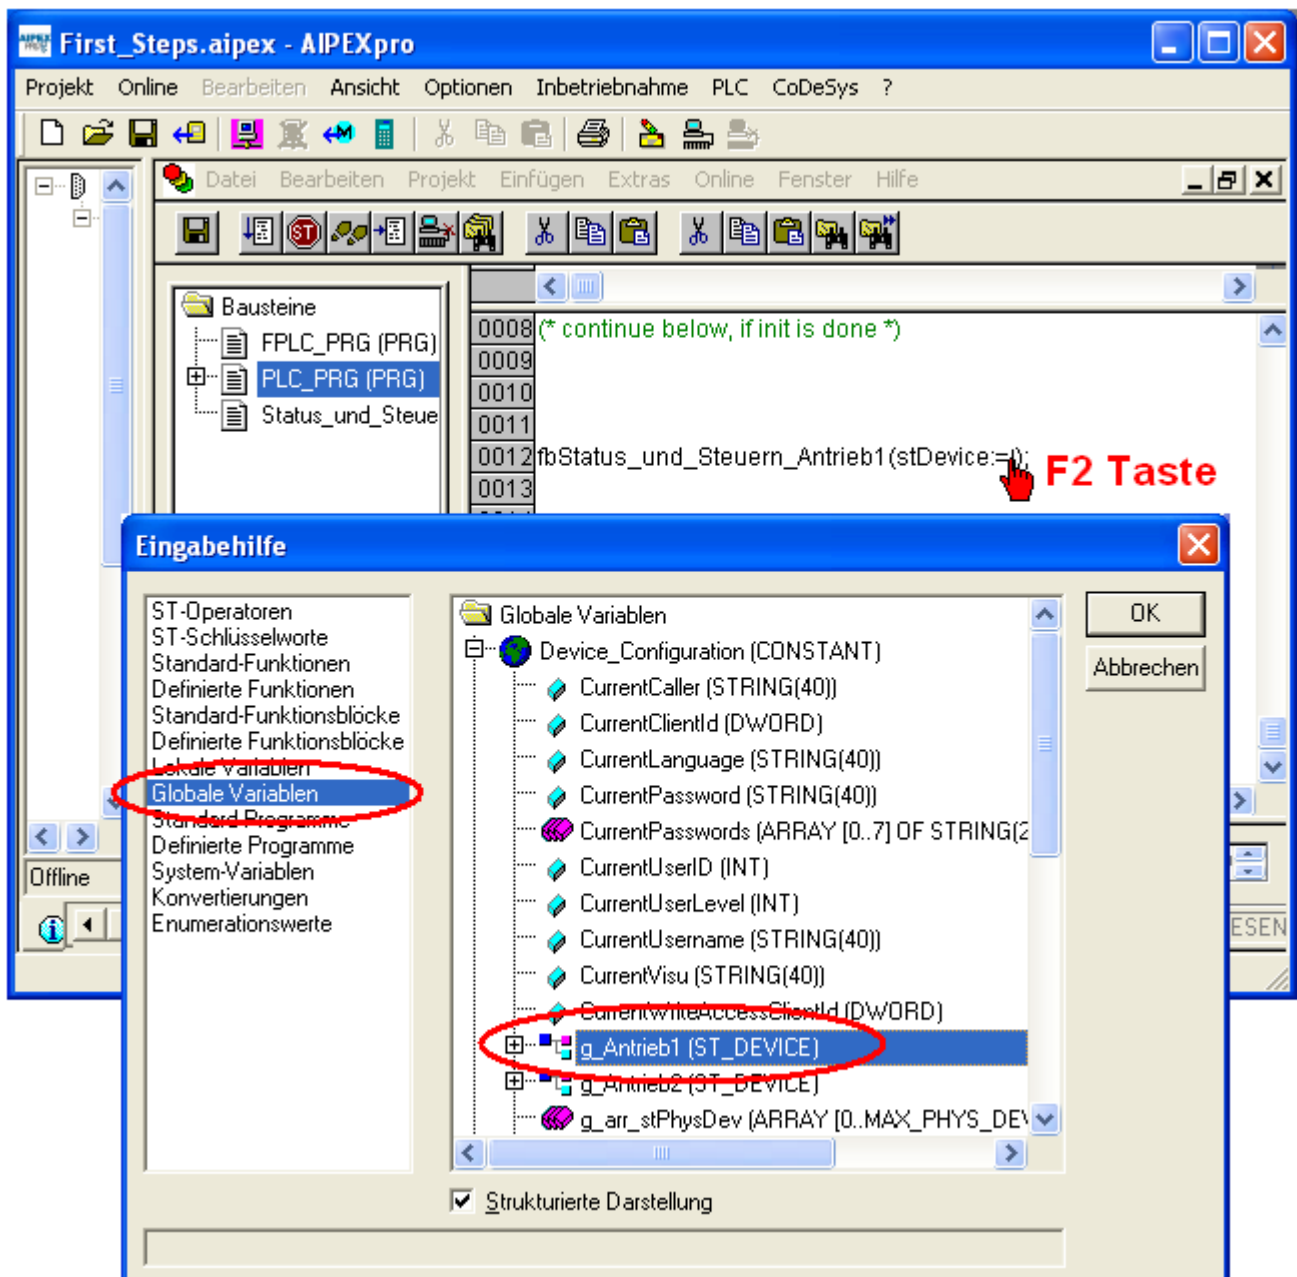 First_Steps.aipex - AIPEXpro
Projekt Online Bearbeiten Ansicht Optionen Inbetriebnahme PLC CoDeSys ?
Datei Bearbeiten Projekt Einfügen Extras Online Fenster Hilfe
Bausteine
FPLC_PRG (PRG)
PLC_PRG (PRG)
Status_und_Steue
0008 (* continue below, if init is done *)
0009
0010
0011
0012 fbStatus_und_Steuern_Antrieb1(stDevice:=);
0013
F2 Taste
Offline
ESEN
Eingabehilfe
ST-Operatoren
ST-Schlüsselworte
Standard-Funktionen
Definierte Funktionen
Standard-Funktionsblöcke
Definierte Funktionsblöcke
Lokale Variablen
Globale Variablen
Standard Programme
Definierte Programme
System-Variablen
Konvertierungen
Enumerationswerte
Globale Variablen
Device_Configuration (CONSTANT)
CurrentCaller (STRING(40))
CurrentClientId (DWORD)
CurrentLanguage (STRING(40))
CurrentPassword (STRING(40))
CurrentPasswords (ARRAY [0..7] OF STRING(2
CurrentUserID (INT)
CurrentUserLevel (INT)
CurrentUsername (STRING(40))
CurrentVisu (STRING(40))
CurrentWriteAccessClientId (DWORD)
g_Antrieb1 (ST_DEVICE)
g_Antrieb2 (ST_DEVICE)
g_arr_stPhysDev (ARRAY [0..MAX_PHYS_DEV
OK
Abbrechen
Strukturierte Darstellung